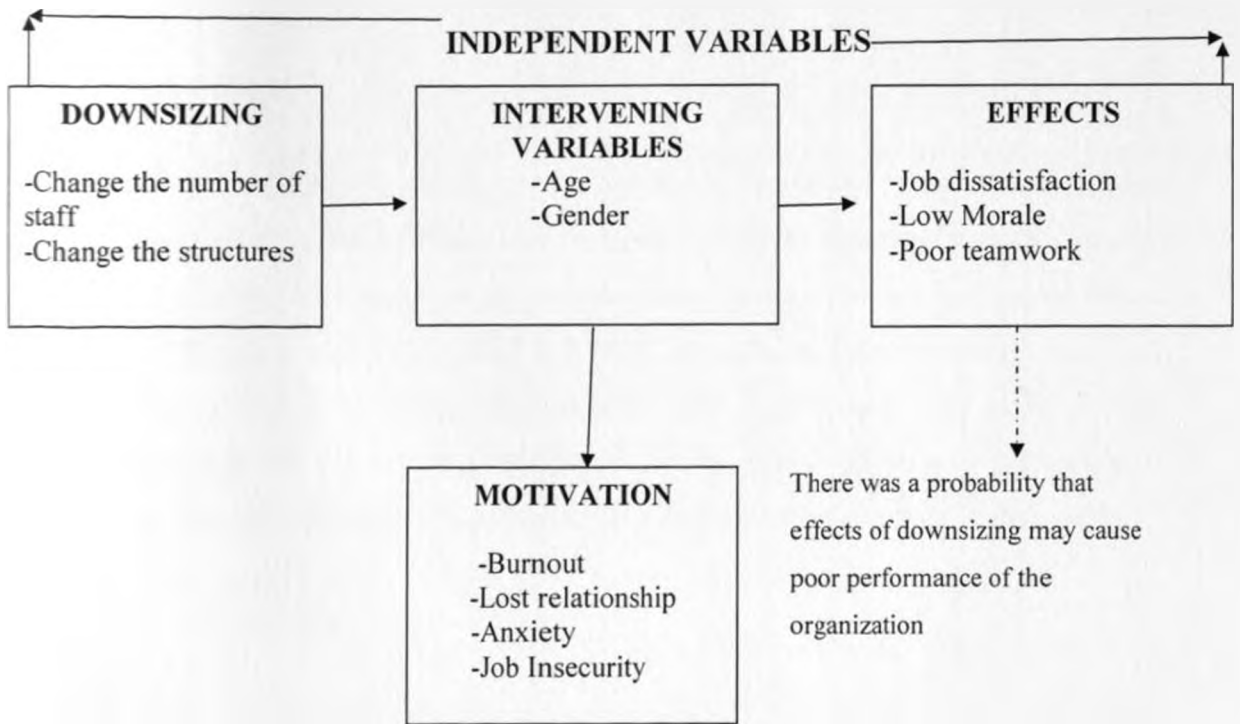 INDEPENDENT VARIABLES
DOWNSIZING
-Change the number of
staff
-Change the structures
INTERVENING
VARIABLES
-Age
-Gender
EFFECTS
-Job dissatisfaction
-Low Morale
-Poor teamwork
MOTIVATION
-Burnout
-Lost relationship
-Anxiety
-Job Insecurity
There was a probability that
effects of downsizing may cause
poor performance of the
organization